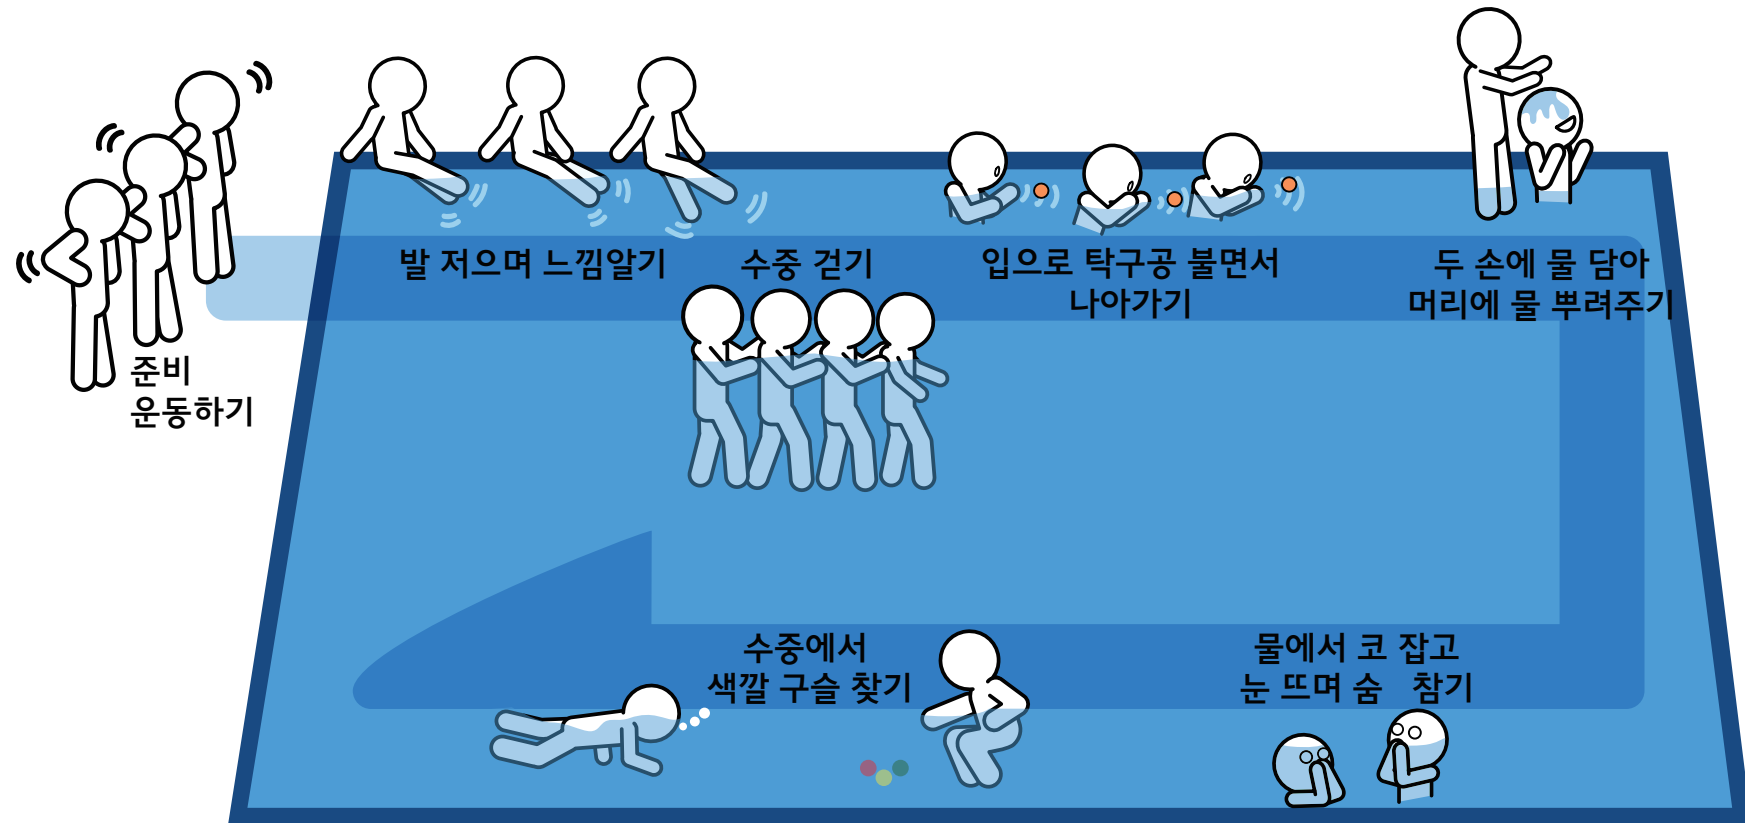 준비
운동하기
발 저으며 느낌알기
수중 걷기
입으로 탁구공 불면서
나아가기
두 손에 물 담아
머리에 물 뿌려주기
물에서 코 잡고
눈 뜨며 숨 참기
수중에서
색깔 구슬 찾기